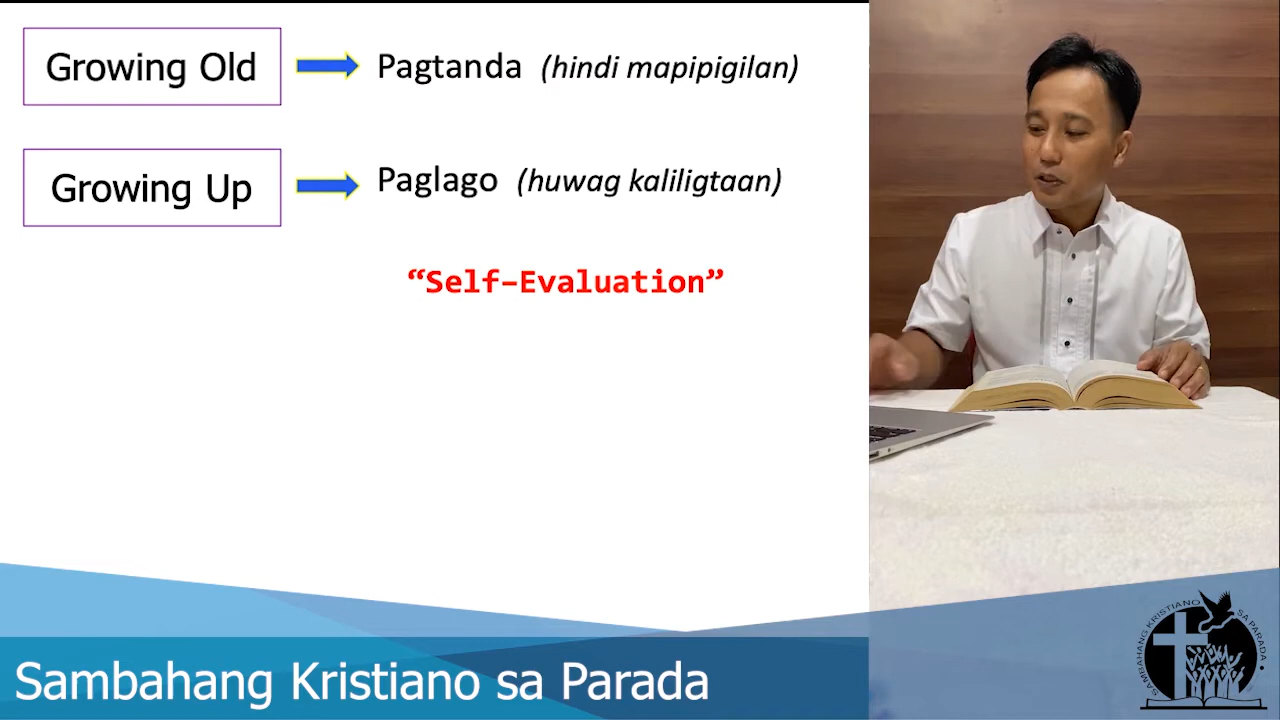 Growing Old
Pagtanda (hindi mapipigilan)
Growing Up
Paglago (huwag kaliligtaan)
“Self–Evaluation”
Sambahang Kristiano sa Parada
SAMBAHANG KRISTIANO SA PARADA